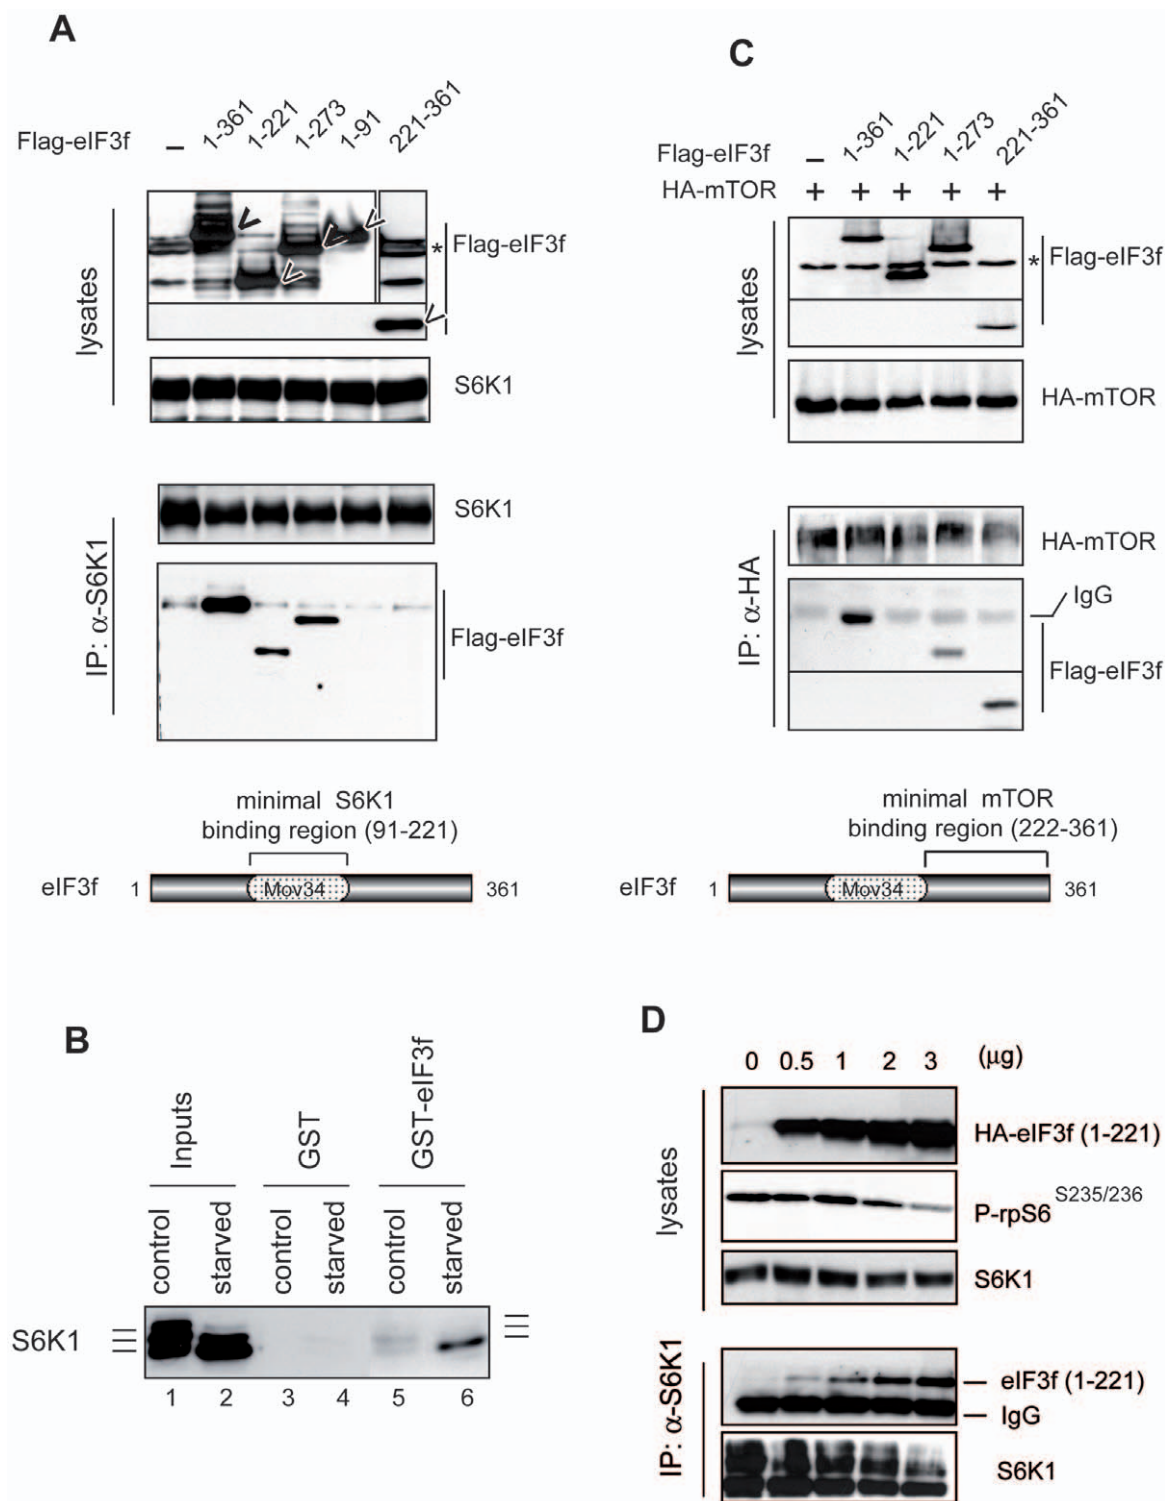 A
Flag-eIF3f – 1-361 1-221 1-273 1-91 221-361
lysates
* Flag-eIF3f
S6K1
IP: α-S6K1
S6K1
Flag-eIF3f
minimal S6K1
binding region (91-221)
eIF3f 1 Mov34 361
C
Flag-eIF3f – 1-361 1-221 1-273 221-361
HA-mTOR + + + + +
lysates
* Flag-eIF3f
HA-mTOR
IP: α-HA
HA-mTOR
IgG
Flag-eIF3f
minimal mTOR
binding region (222-361)
eIF3f 1 Mov34 361
B
Inputs GST GST-eIF3f
control starved control starved control starved
S6K1
1 2 3 4 5 6
D
0 0.5 1 2 3 (µg)
lysates
HA-eIF3f (1-221)
P-rpS6 S235/236
S6K1
IP: α-S6K1
eIF3f (1-221)
IgG
S6K1